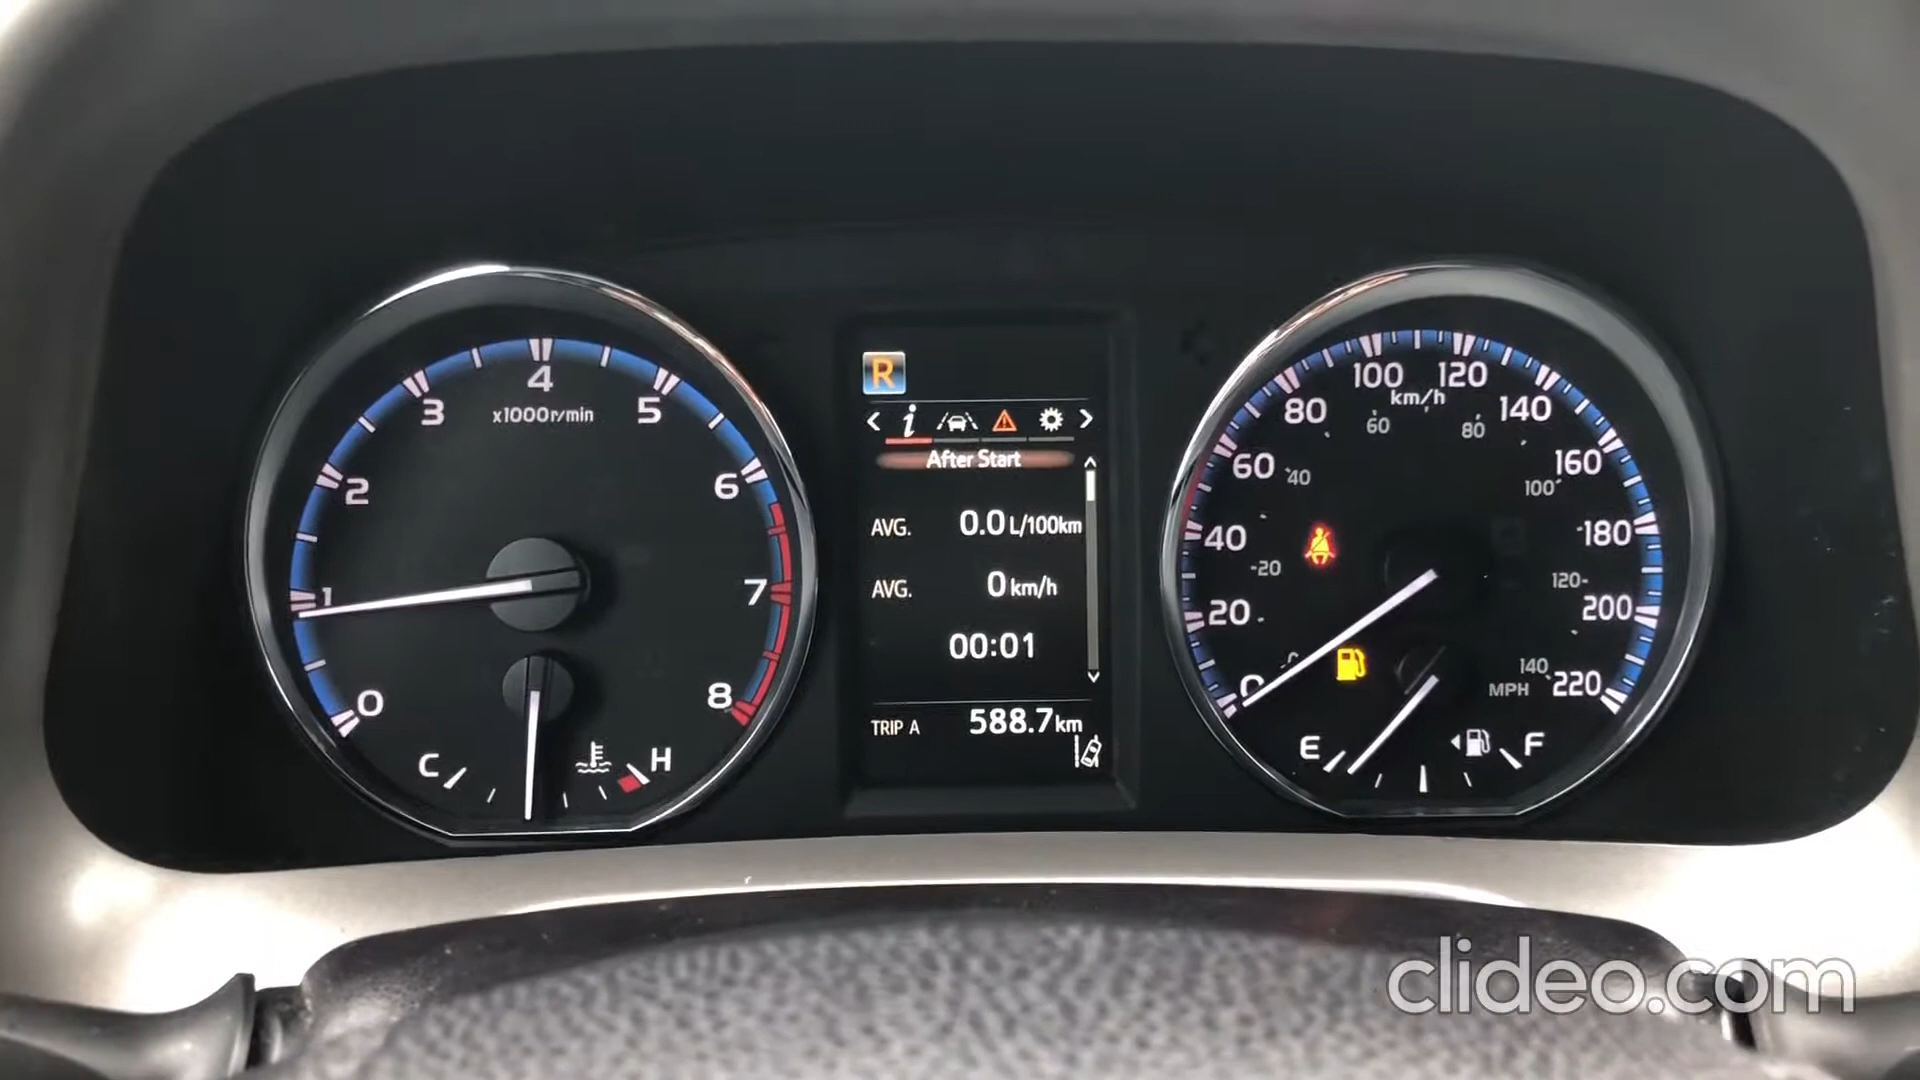 4
3
x1000r/min
5
2
6
1
7
0
8
C
H
R
i
After Start
AVG. 0.0 L/100km
AVG. 0 km/h
00:01
TRIP A 588.7 km
100 120
km/h
80 140
60 80
60 160
40 100
40 180
20 120
20 200
0 0 140
MPH 220
E F
clideo.com